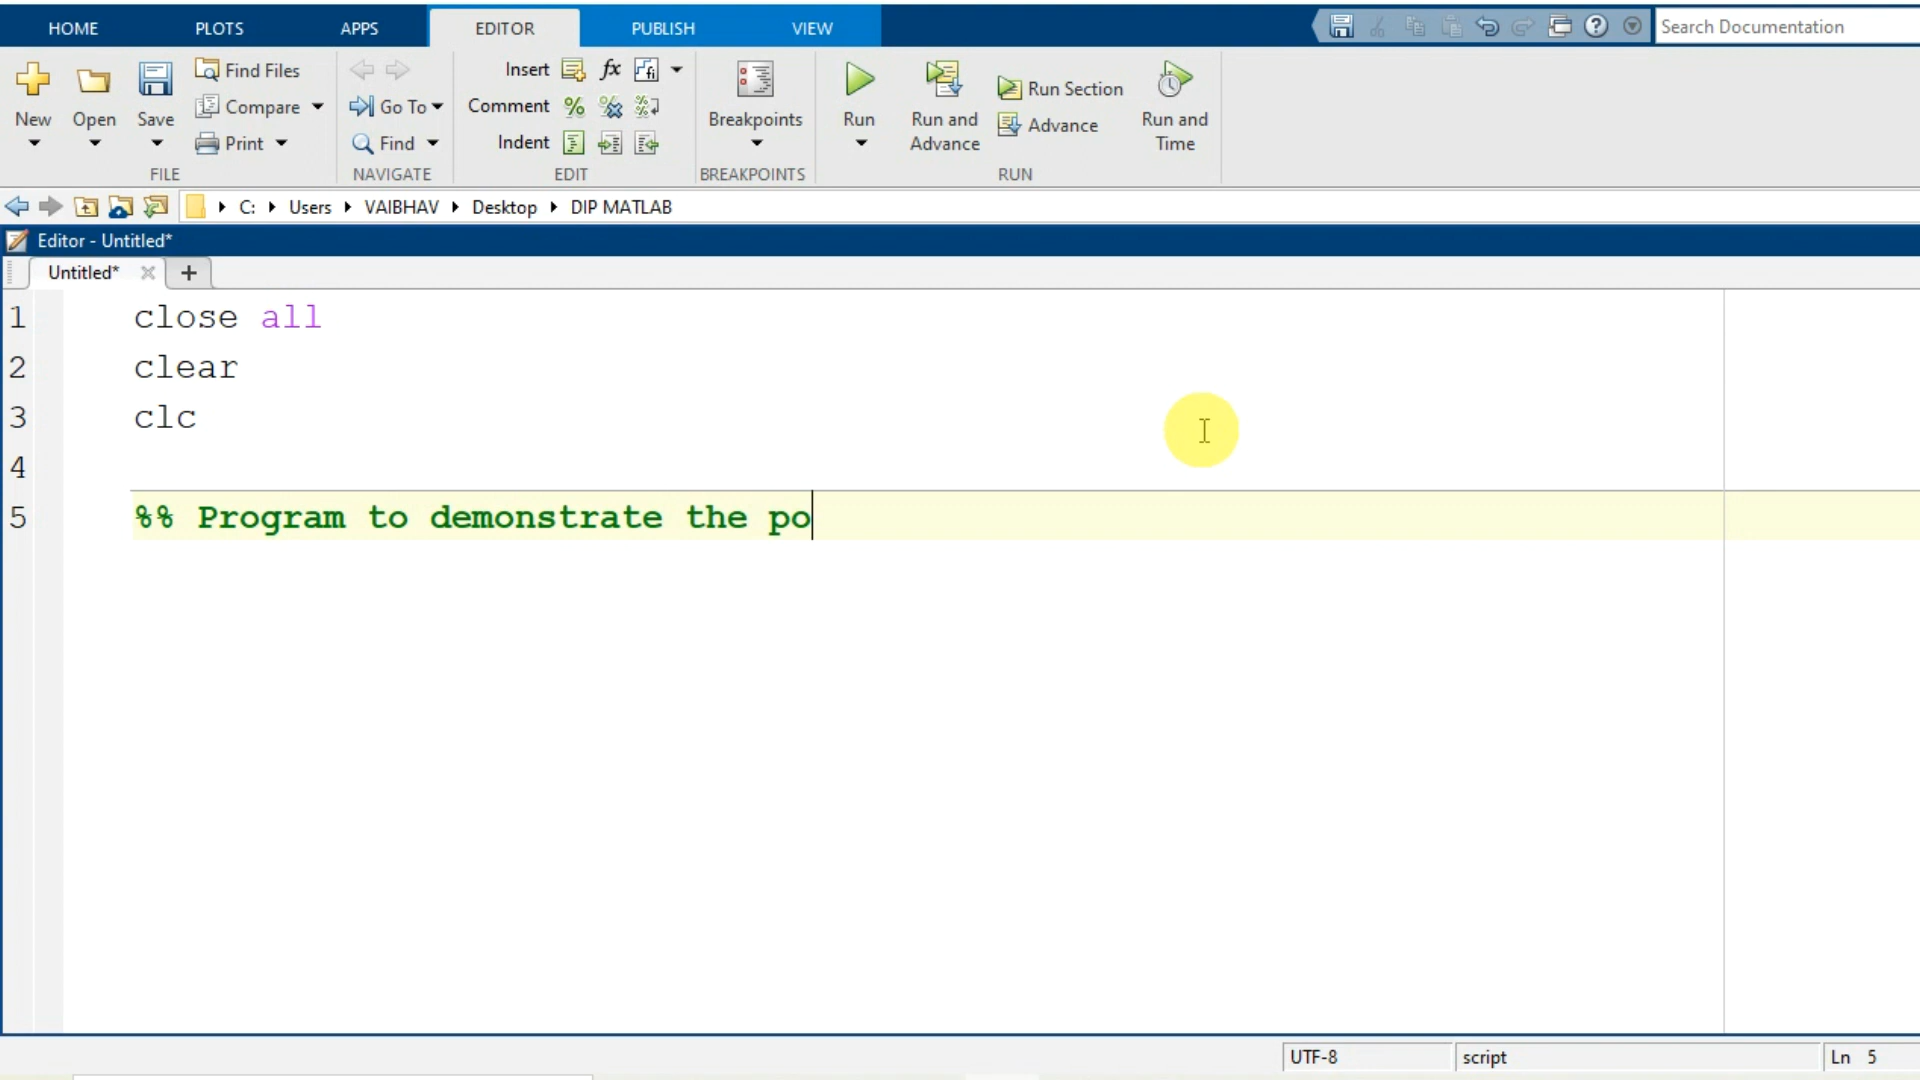 HOME PLOTS APPS EDITOR PUBLISH VIEW Search Documentation
Find Files Insert fx
New Open Save Compare Go To Comment Breakpoints Run Run and Advance Run Section Run and Time
Print Find Indent Advance
FILE NAVIGATE EDIT BREAKPOINTS RUN
C: Users VAIBHAV Desktop DIP MATLAB
Editor - Untitled*
Untitled* +
1 close all
2 clear
3 clc
4
5 %% Program to demonstrate the po
UTF-8 script Ln 5